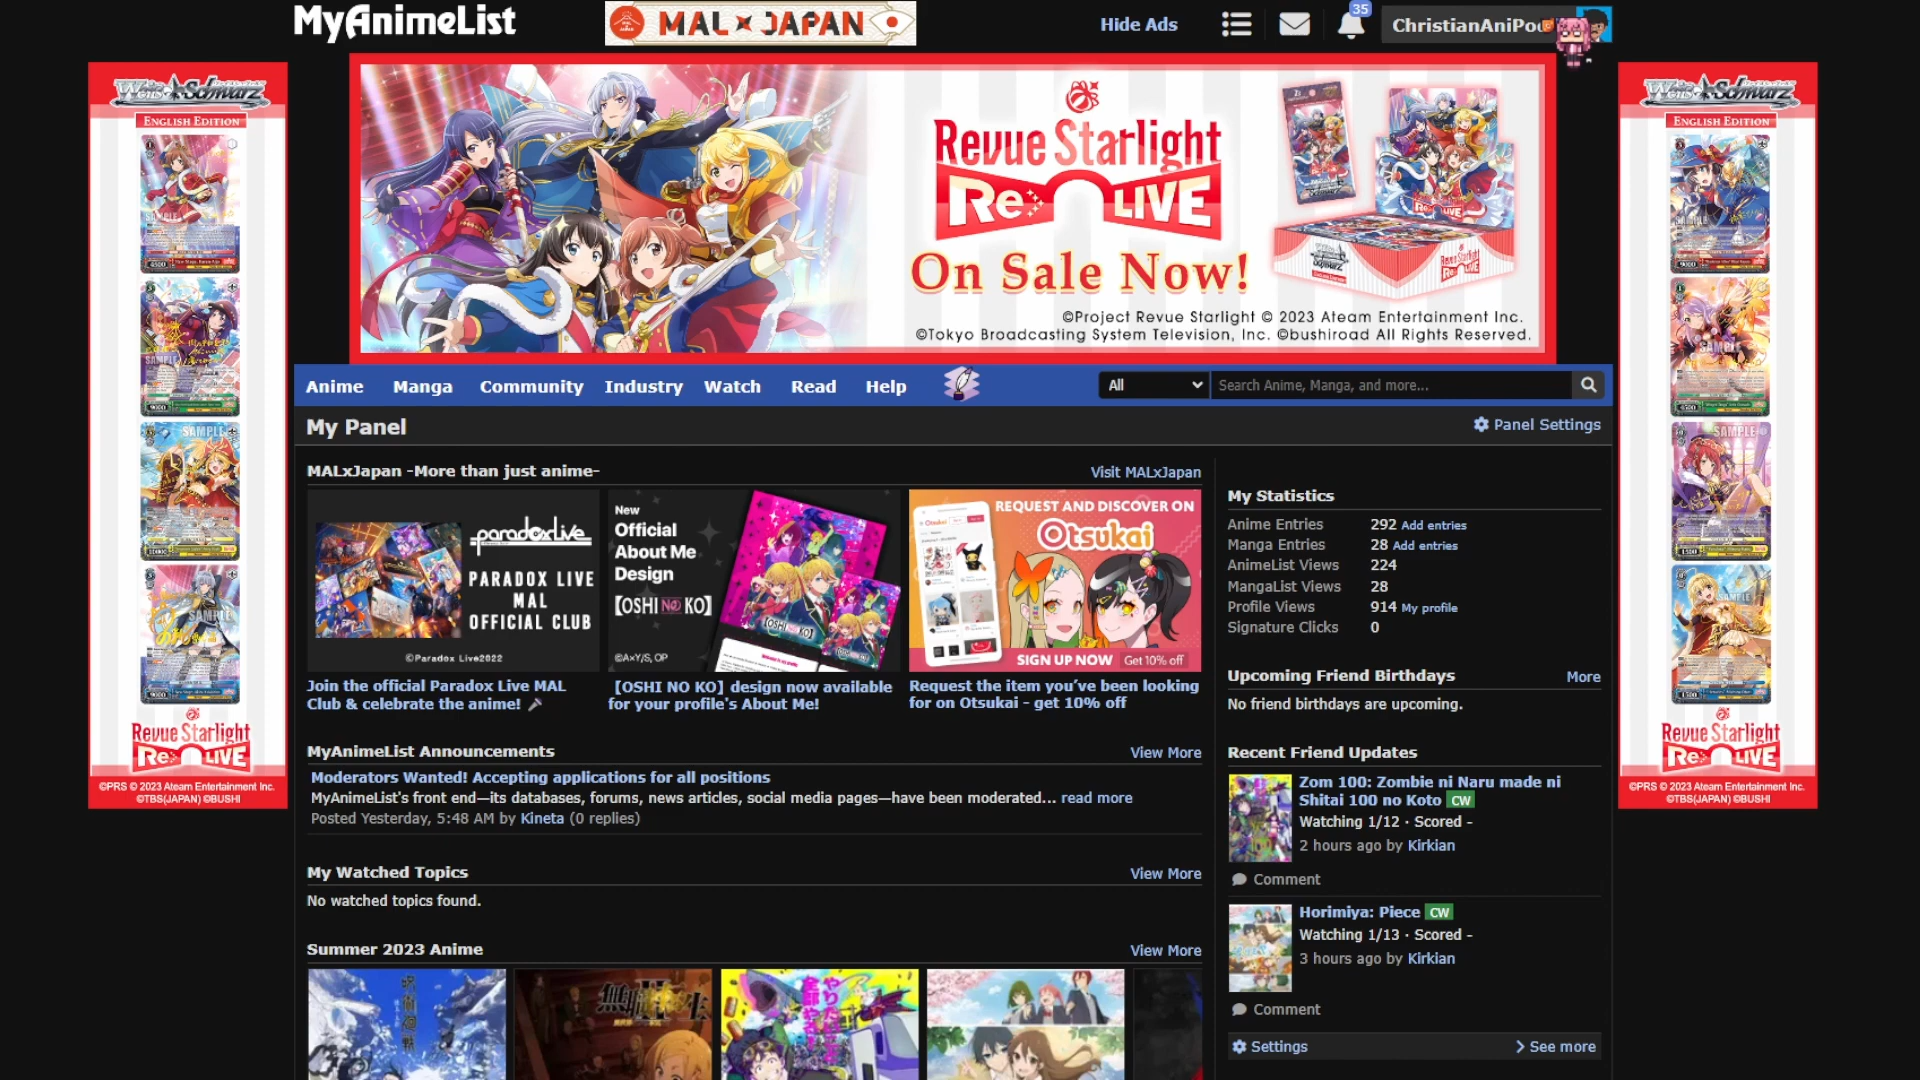 MyAnimeList
MAL×JAPAN
Hide Ads
35
ChristianAniPod
Weiß Schwarz
ENGLISH EDITION
Revue Starlight
Re LIVE
©PRS © 2023 Ateam Entertainment Inc.
©TBS(JAPAN) ©BUSHI
Revue Starlight
Re LIVE
On Sale Now!
©Project Revue Starlight © 2023 Ateam Entertainment Inc.
©Tokyo Broadcasting System Television, Inc. ©bushiroad All Rights Reserved.
Weiß Schwarz
ENGLISH EDITION
Revue Starlight
Re LIVE
©PRS © 2023 Ateam Entertainment Inc.
©TBS(JAPAN) ©BUSHI
Anime Manga Community Industry Watch Read Help
All
Search Anime, Manga, and more...
My Panel
Panel Settings
MALxJapan -More than just anime-
Visit MALxJapan
paradoxLive
PARADOX LIVE
MAL
OFFICIAL CLUB
©Paradox Live2022
New
Official
About Me
Design
【OSHI NO KO】
©A×Y/S, OP
REQUEST AND DISCOVER ON
Otsukai
SIGN UP NOW Get 10% off
Join the official Paradox Live MAL
Club & celebrate the anime! 🎤
【OSHI NO KO】 design now available
for your profile's About Me!
Request the item you’ve been looking
for on Otsukai - get 10% off
MyAnimeList Announcements
View More
Moderators Wanted! Accepting applications for all positions
MyAnimeList's front end—its databases, forums, news articles, social media pages—have been moderated... read more
Posted Yesterday, 5:48 AM by Kineta (0 replies)
My Watched Topics
View More
No watched topics found.
Summer 2023 Anime
View More
My Statistics
Anime Entries 292 Add entries
Manga Entries 28 Add entries
AnimeList Views 224
MangaList Views 28
Profile Views 914 My profile
Signature Clicks 0
Upcoming Friend Birthdays
More
No friend birthdays are upcoming.
Recent Friend Updates
Zom 100: Zombie ni Naru made ni
Shitai 100 no Koto CW
Watching 1/12 · Scored -
2 hours ago by Kirkian
Comment
Horimiya: Piece CW
Watching 1/13 · Scored -
3 hours ago by Kirkian
Comment
Settings
See more